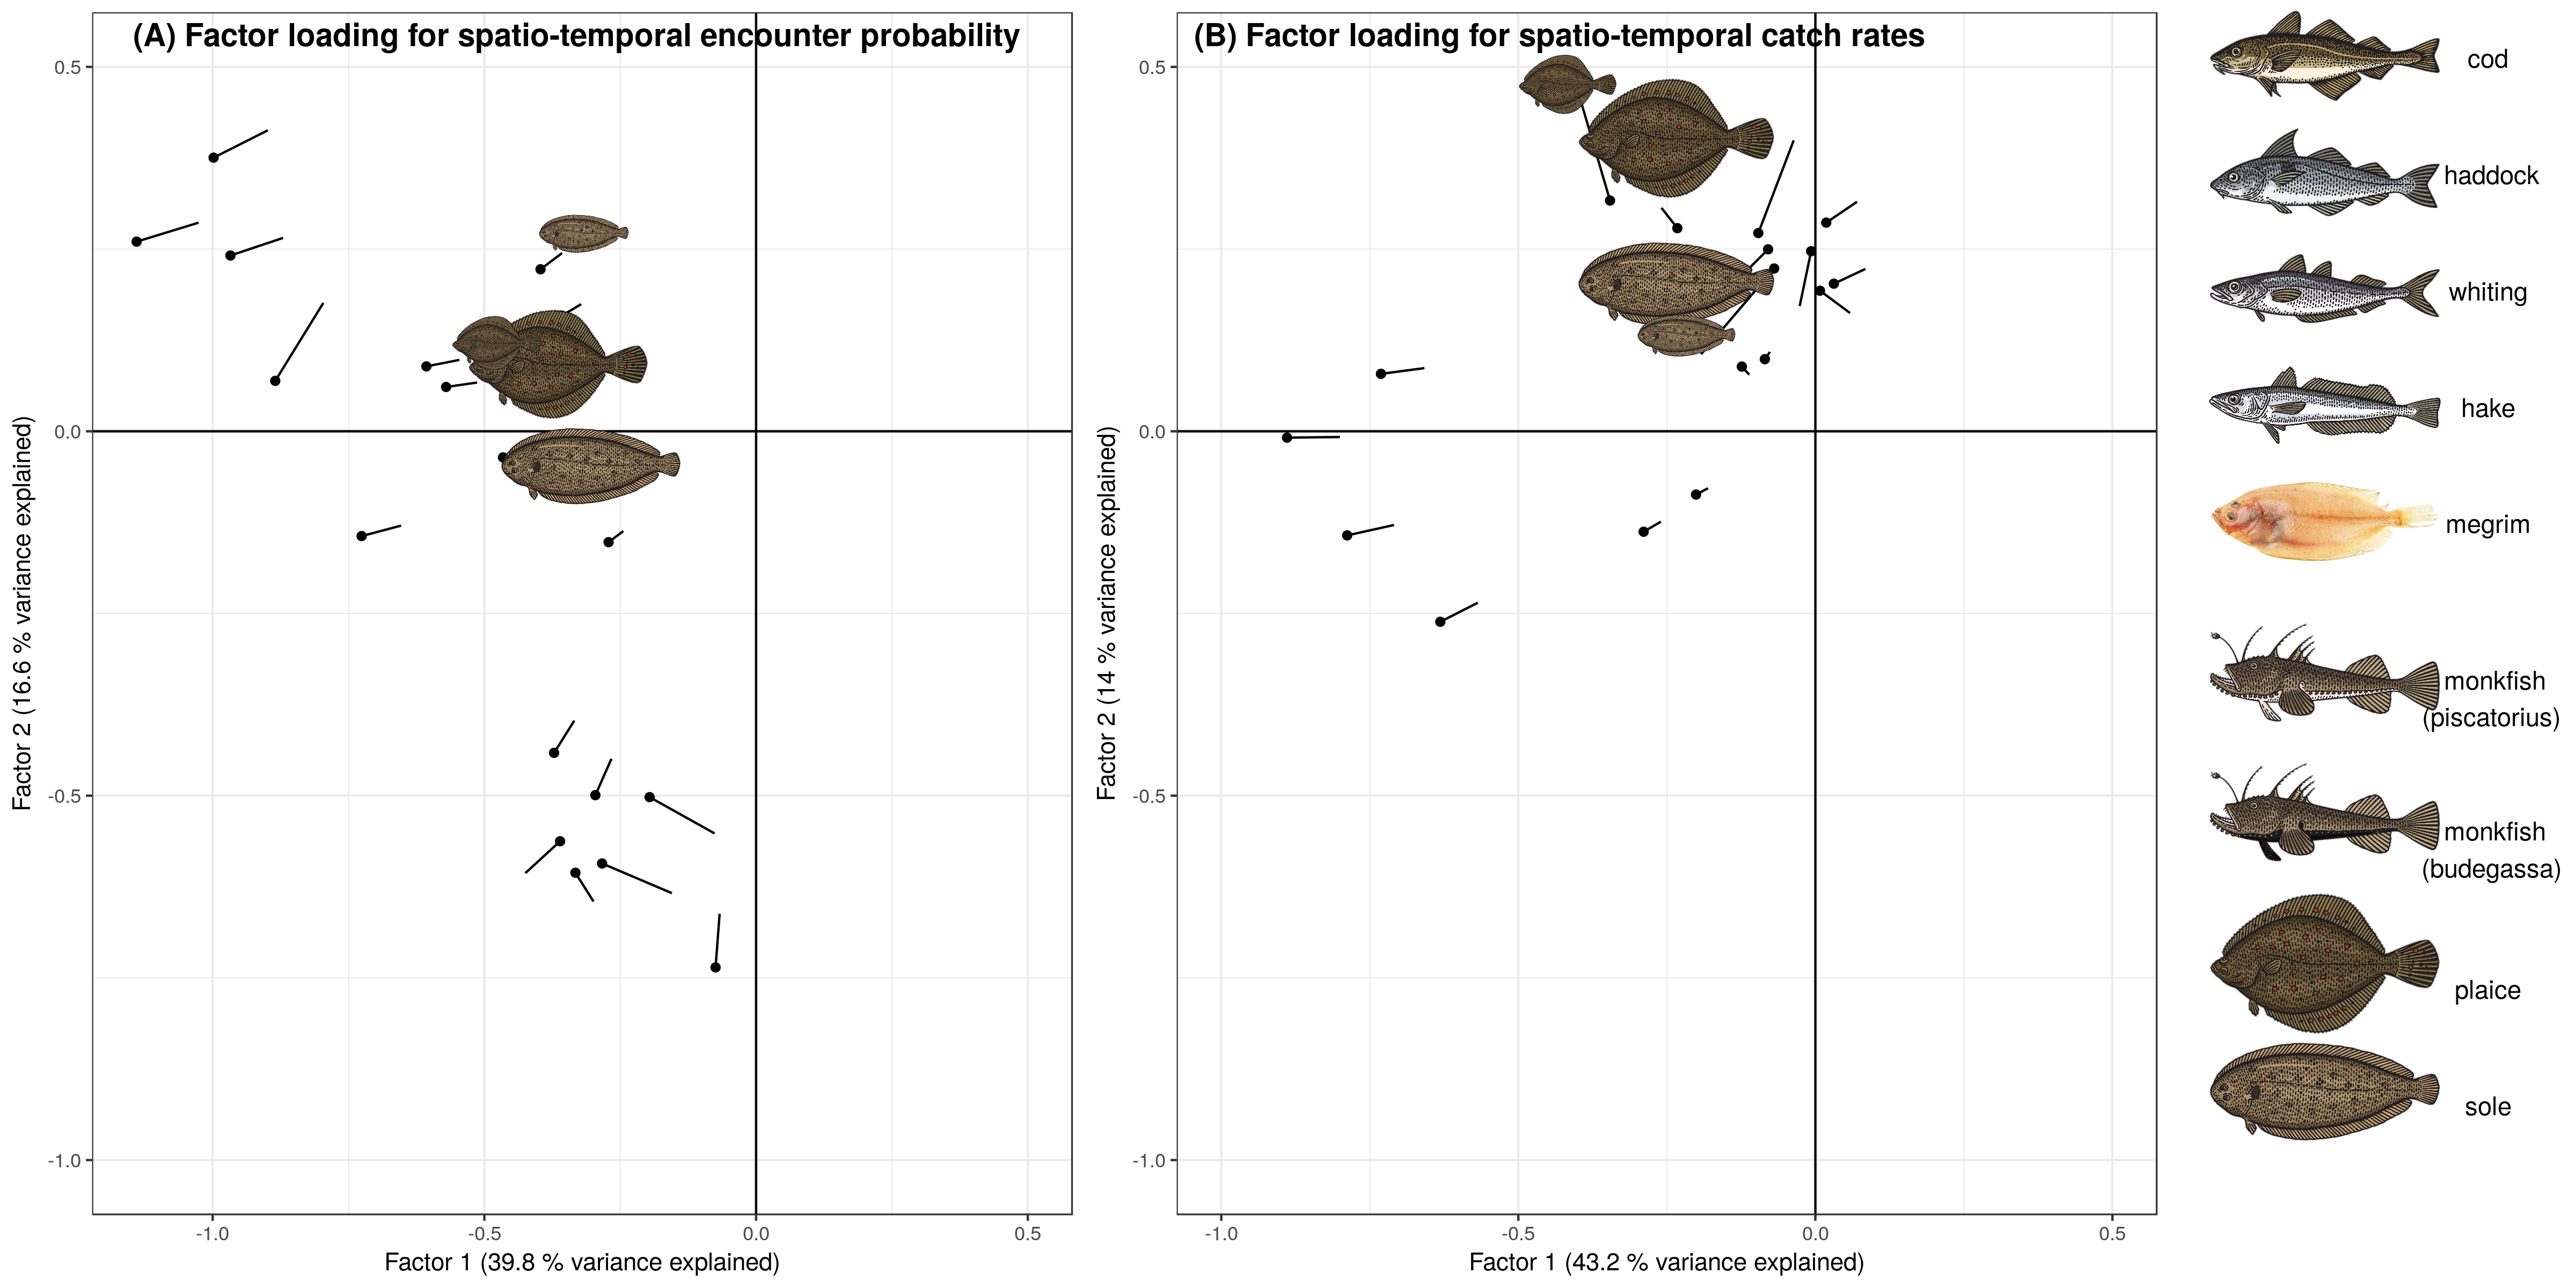 (A) Factor loading for spatio-temporal encounter probability
0.5
0.0
-0.5
-1.0
Factor 2 (16.6 % variance explained)
-1.0
-0.5
0.0
0.5
Factor 1 (39.8 % variance explained)
(B) Factor loading for spatio-temporal catch rates
0.5
0.0
-0.5
-1.0
Factor 2 (14 % variance explained)
-1.0
-0.5
0.0
0.5
Factor 1 (43.2 % variance explained)
cod
haddock
whiting
hake
megrim
monkfish
(piscatorius)
monkfish
(budegassa)
plaice
sole